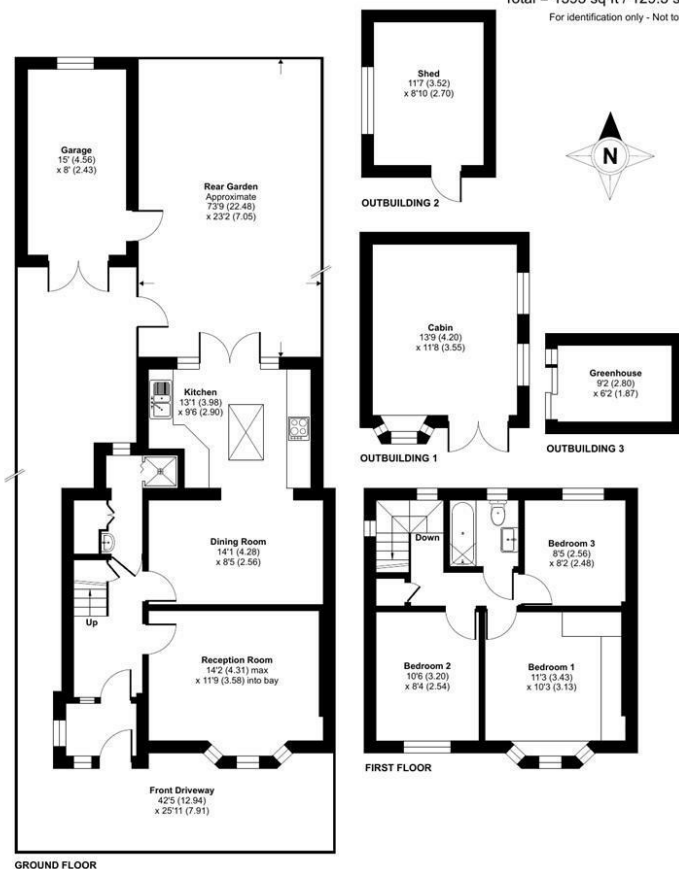 For identification only - Not to
Garage
15' (4.56)
x 8' (2.43)
Rear Garden
Approximate
73'9 (22.48)
x 23'2 (7.05)
Shed
11'7 (3.52)
x 8'10 (2.70)
OUTBUILDING 2
N
Cabin
13'9 (4.20)
x 11'8 (3.55)
OUTBUILDING 1
Greenhouse
9'2 (2.80)
x 6'2 (1.87)
OUTBUILDING 3
Kitchen
13'1 (3.98)
x 9'6 (2.90)
Dining Room
14'1 (4.28)
x 8'5 (2.56)
Up
Reception Room
14'2 (4.31) max
x 11'9 (3.58) into bay
Front Driveway
42'5 (12.94)
x 25'11 (7.91)
GROUND FLOOR
Down
Bedroom 3
8'5 (2.56)
x 8'2 (2.48)
Bedroom 2
10'6 (3.20)
x 8'4 (2.54)
Bedroom 1
11'3 (3.43)
x 10'3 (3.13)
FIRST FLOOR